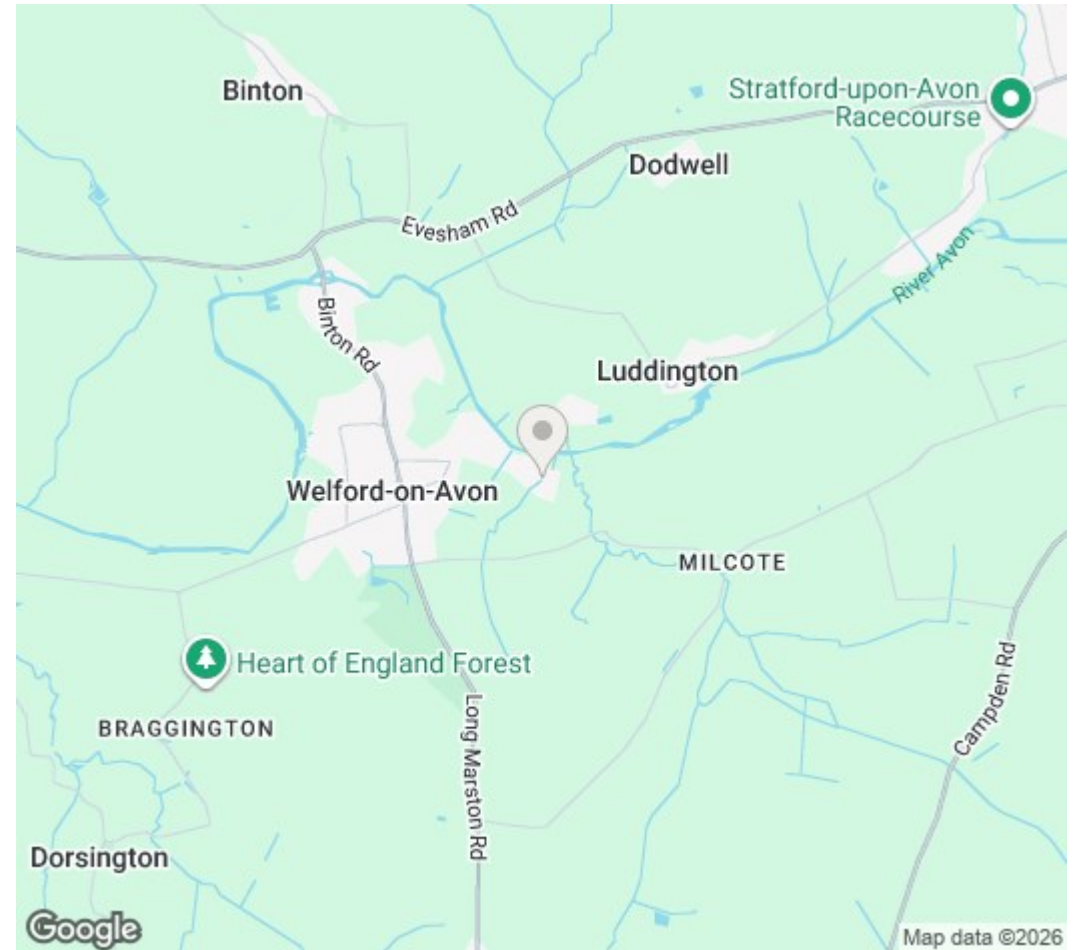 Binton
Stratford-upon-Avon
Racecourse
Dodwell
Evesham Rd
River Avon
Binton Rd
Luddington
Welford-on-Avon
MILCOTE
Heart of England Forest
BRAGGINGTON
Long Marston Rd
Campden Rd
Dorsington
Google
Map data ©2026